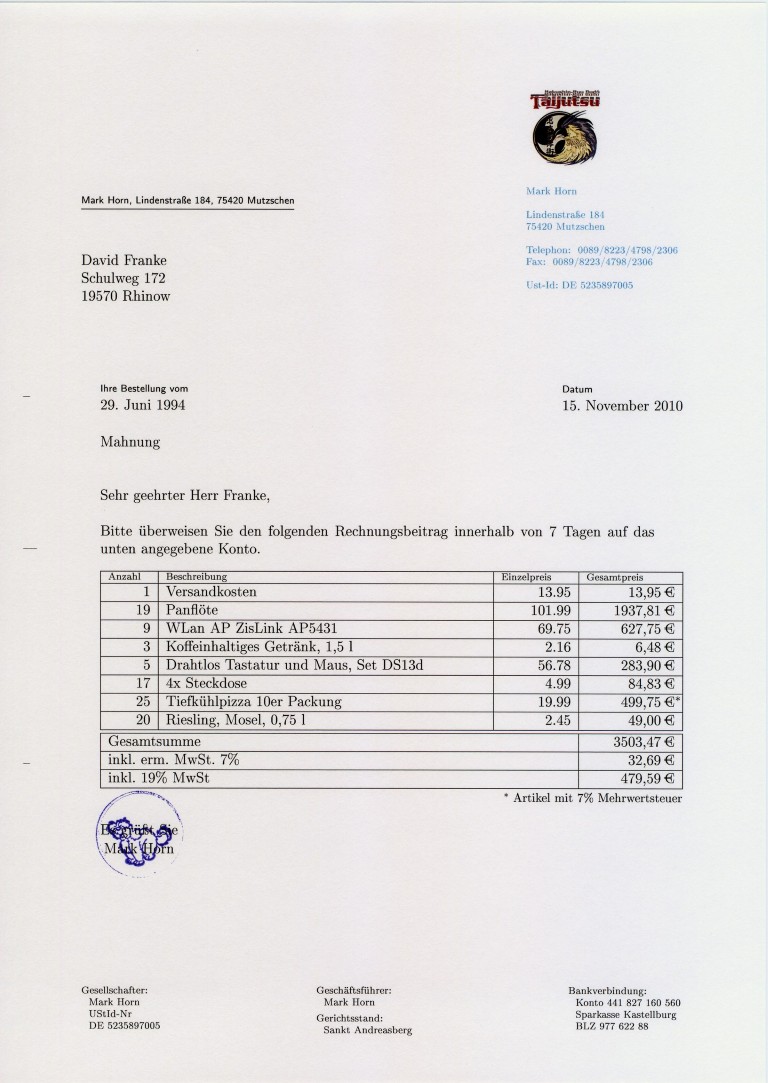 Taijutsu
Mark Horn
Lindenstraße 184
75420 Mutzschen
Telephon: 0089/8223/4798/2306
Fax: 0089/8223/4798/2306
Ust-Id: DE 5235897005
Mark Horn, Lindenstraße 184, 75420 Mutzschen
David Franke
Schulweg 172
19570 Rhinow
Ihre Bestellung vom Datum
29. Juni 1994 15. November 2010
Mahnung
Sehr geehrter Herr Franke,
Bitte überweisen Sie den folgenden Rechnungsbeitrag innerhalb von 7 Tagen auf das
unten angegebene Konto.
Anzahl Beschreibung Einzelpreis Gesamtpreis
1 Versandkosten 13.95 13,95 €
19 Panflöte 101.99 1937,81 €
9 WLan AP ZisLink AP5431 69.75 627,75 €
3 Koffeinhaltiges Getränk, 1,5 l 2.16 6,48 €
5 Drahtlos Tastatur und Maus, Set DS13d 56.78 283,90 €
17 4x Steckdose 4.99 84,83 €
25 Tiefkühlpizza 10er Packung 19.99 499,75 €*
20 Riesling, Mosel, 0,75 l 2.45 49,00 €
Gesamtsumme 3503,47 €
inkl. erm. MwSt. 7% 32,69 €
inkl. 19% MwSt 479,59 €
* Artikel mit 7% Mehrwertsteuer
Es grüßt Sie
Mark Horn
Gesellschafter: Geschäftsführer: Bankverbindung:
Mark Horn Mark Horn Konto 441 827 160 560
UStId-Nr Gerichtsstand: Sparkasse Kastellburg
DE 5235897005 Sankt Andreasberg BLZ 977 622 88